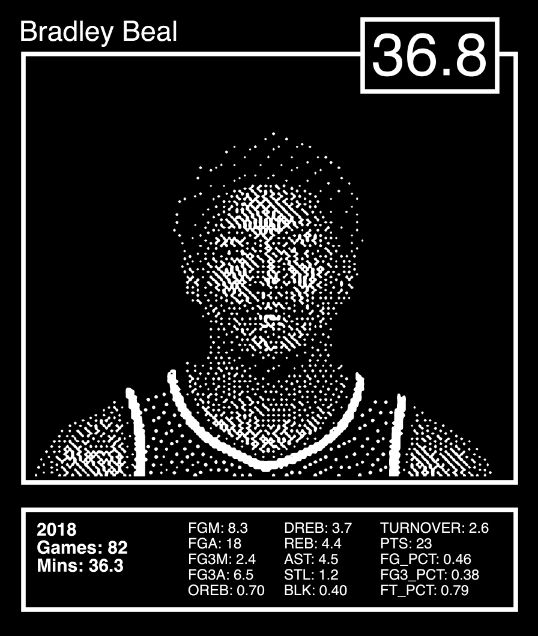 Bradley Beal
36.8
2018
Games: 82
Mins: 36.3
FGM: 8.3
FGA: 18
FG3M: 2.4
FG3A: 6.5
OREB: 0.70
DREB: 3.7
REB: 4.4
AST: 4.5
STL: 1.2
BLK: 0.40
TURNOVER: 2.6
PTS: 23
FG_PCT: 0.46
FG3_PCT: 0.38
FT_PCT: 0.79